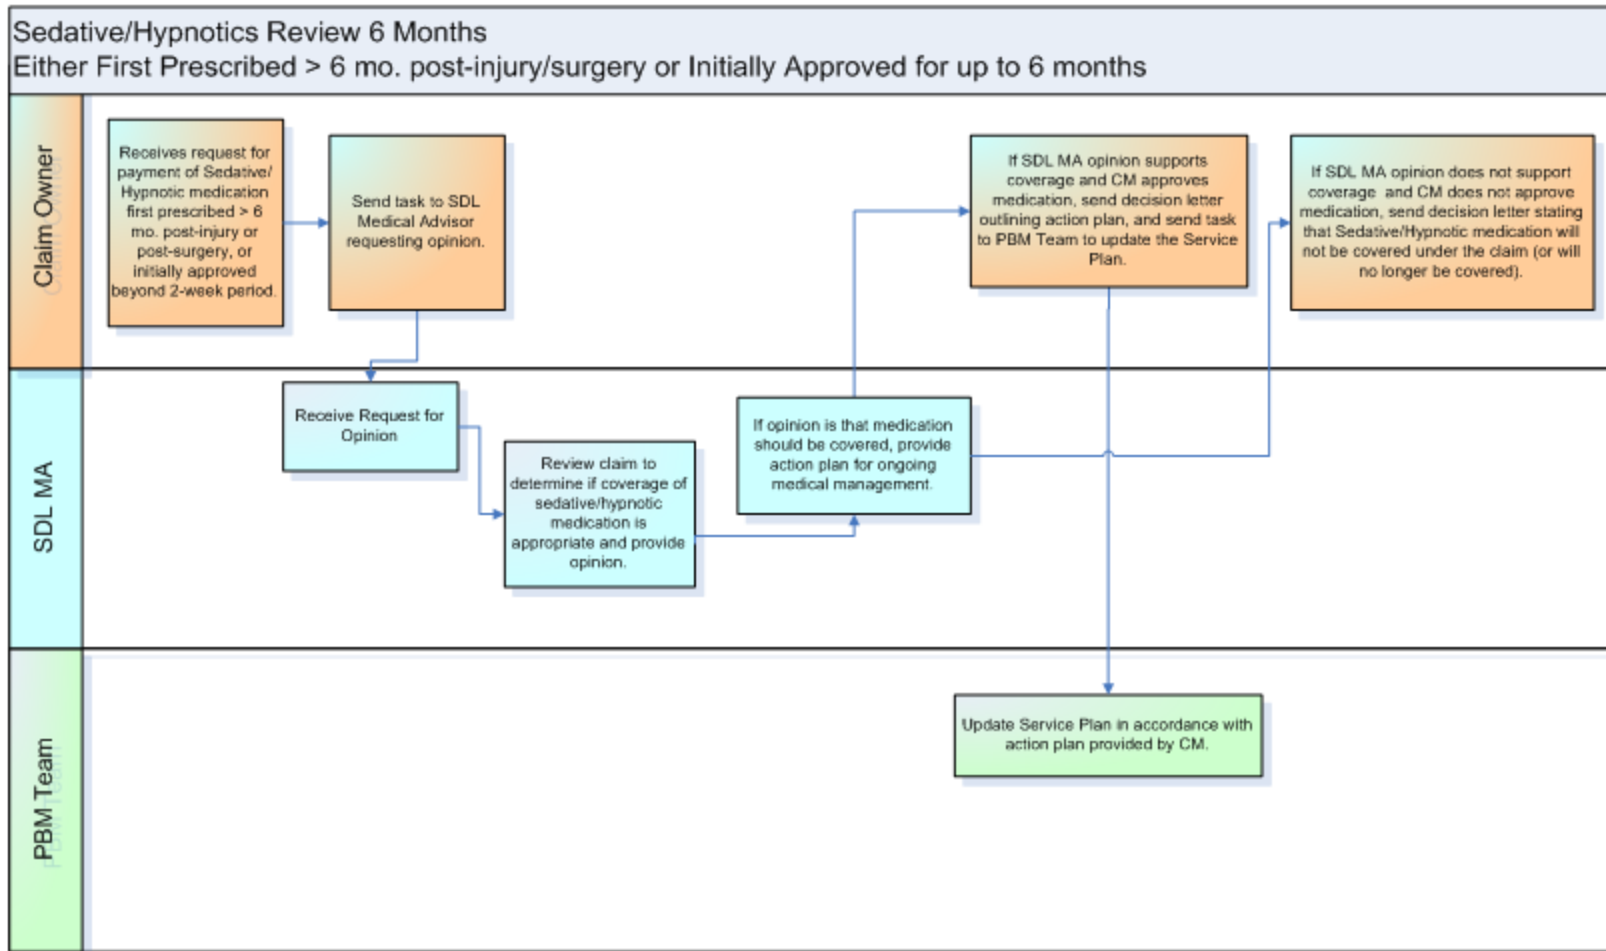 Sedative/Hypnotics Review 6 Months
Either First Prescribed > 6 mo. post-injury/surgery or Initially Approved for up to 6 months
Claim Owner
Receives request for
payment of Sedative/
Hypnotic medication
first prescribed > 6
mo. post-injury or
post-surgery, or
initially approved
beyond 2-week period.
Send task to SDL
Medical Advisor
requesting opinion.
If SDL MA opinion supports
coverage and CM approves
medication, send decision letter
outlining action plan, and send task
to PBM Team to update the Service
Plan.
If SDL MA opinion does not support
coverage and CM does not approve
medication, send decision letter stating
that Sedative/Hypnotic medication will
not be covered under the claim (or will
no longer be covered).
SDL MA
Receive Request for
Opinion
Review claim to
determine if coverage of
sedative/hypnotic
medication is
appropriate and provide
opinion.
If opinion is that medication
should be covered, provide
action plan for ongoing
medical management.
PBM Team
Update Service Plan in accordance with
action plan provided by CM.